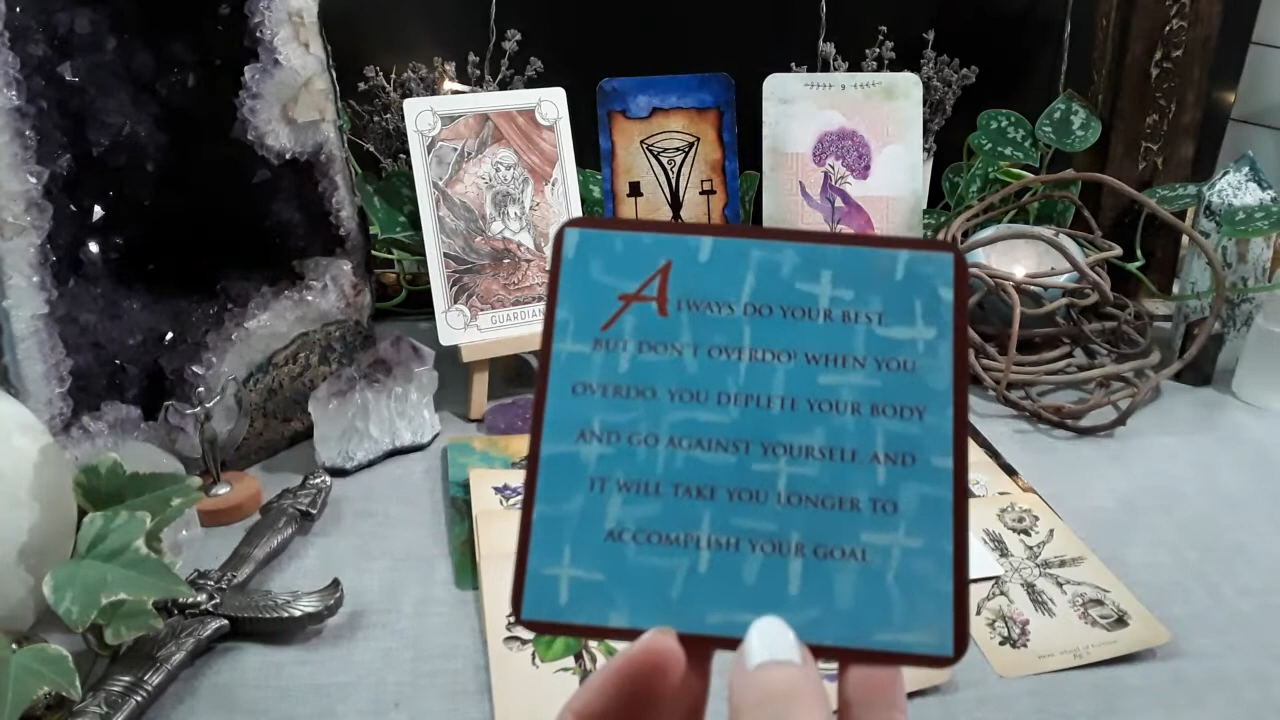 GUARDIAN
9
ALWAYS DO YOUR BEST
BUT DON'T OVERDO! WHEN YOU
OVERDO, YOU DEPLETE YOUR BODY
AND GO AGAINST YOURSELF, AND
IT WILL TAKE YOU LONGER TO
ACCOMPLISH YOUR GOAL.